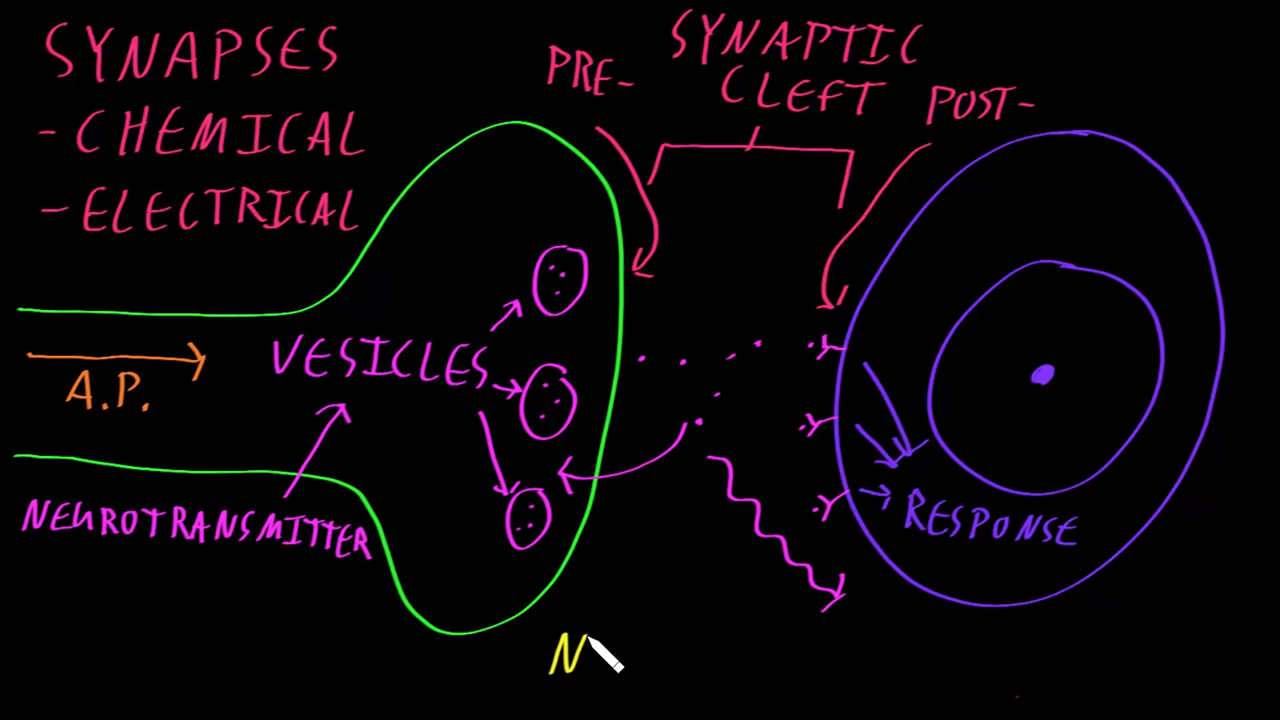 SYNAPSES
- CHEMICAL
- ELECTRICAL
PRE-
SYNAPTIC
CLEFT
POST-
A.P.
VESICLES
NEUROTRANSMITTER
RESPONSE
N